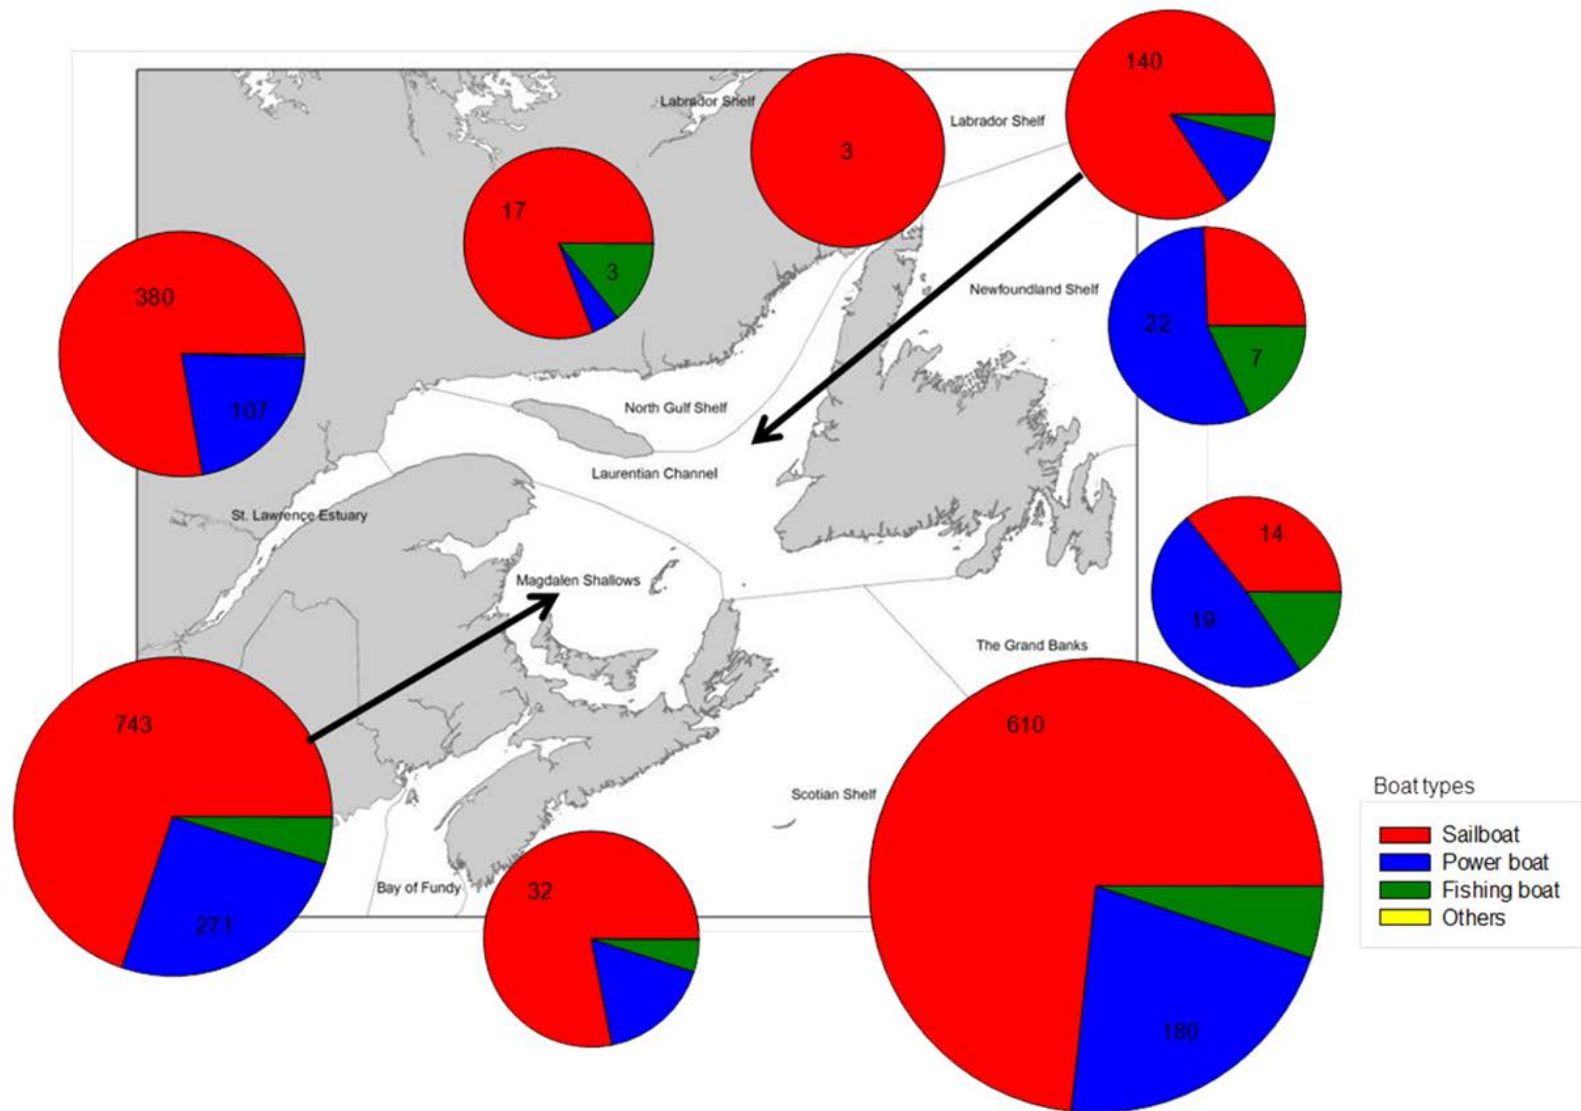 140
Labrador Shelf
Labrador Shelf
3
17
3
380
107
Newfoundland Shelf
22
7
North Gulf Shelf
Laurentian Channel
St. Lawrence Estuary
14
19
Magdalen Shallows
The Grand Banks
743
271
610
180
Scotian Shelf
Bay of Fundy
32
Boat types
Sailboat
Power boat
Fishing boat
Others